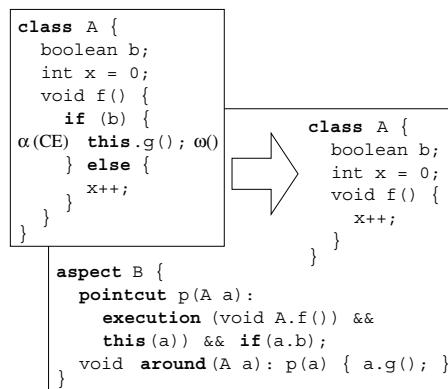 class A {
boolean b;
int x = 0;
void f() {
if (b) {
α (CE) this.g(); ω()
} else {
x++;
}
}
}
class A {
boolean b;
int x = 0;
void f() {
x++;
}
}
aspect B {
pointcut p(A a):
execution (void A.f()) &&
this(a)) && if(a.b);
void around(A a): p(a) { a.g(); }
}